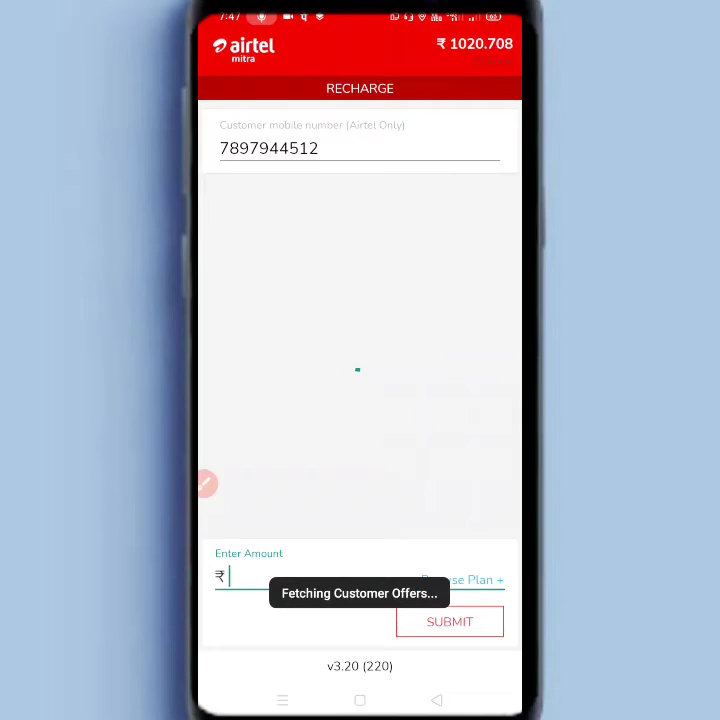 7:47
airtel
mitra
₹ 1020.708
RECHARGE
Customer mobile number (Airtel Only)
7897944512
Enter Amount
₹
Plan +
Fetching Customer Offers...
SUBMIT
v3.20 (220)